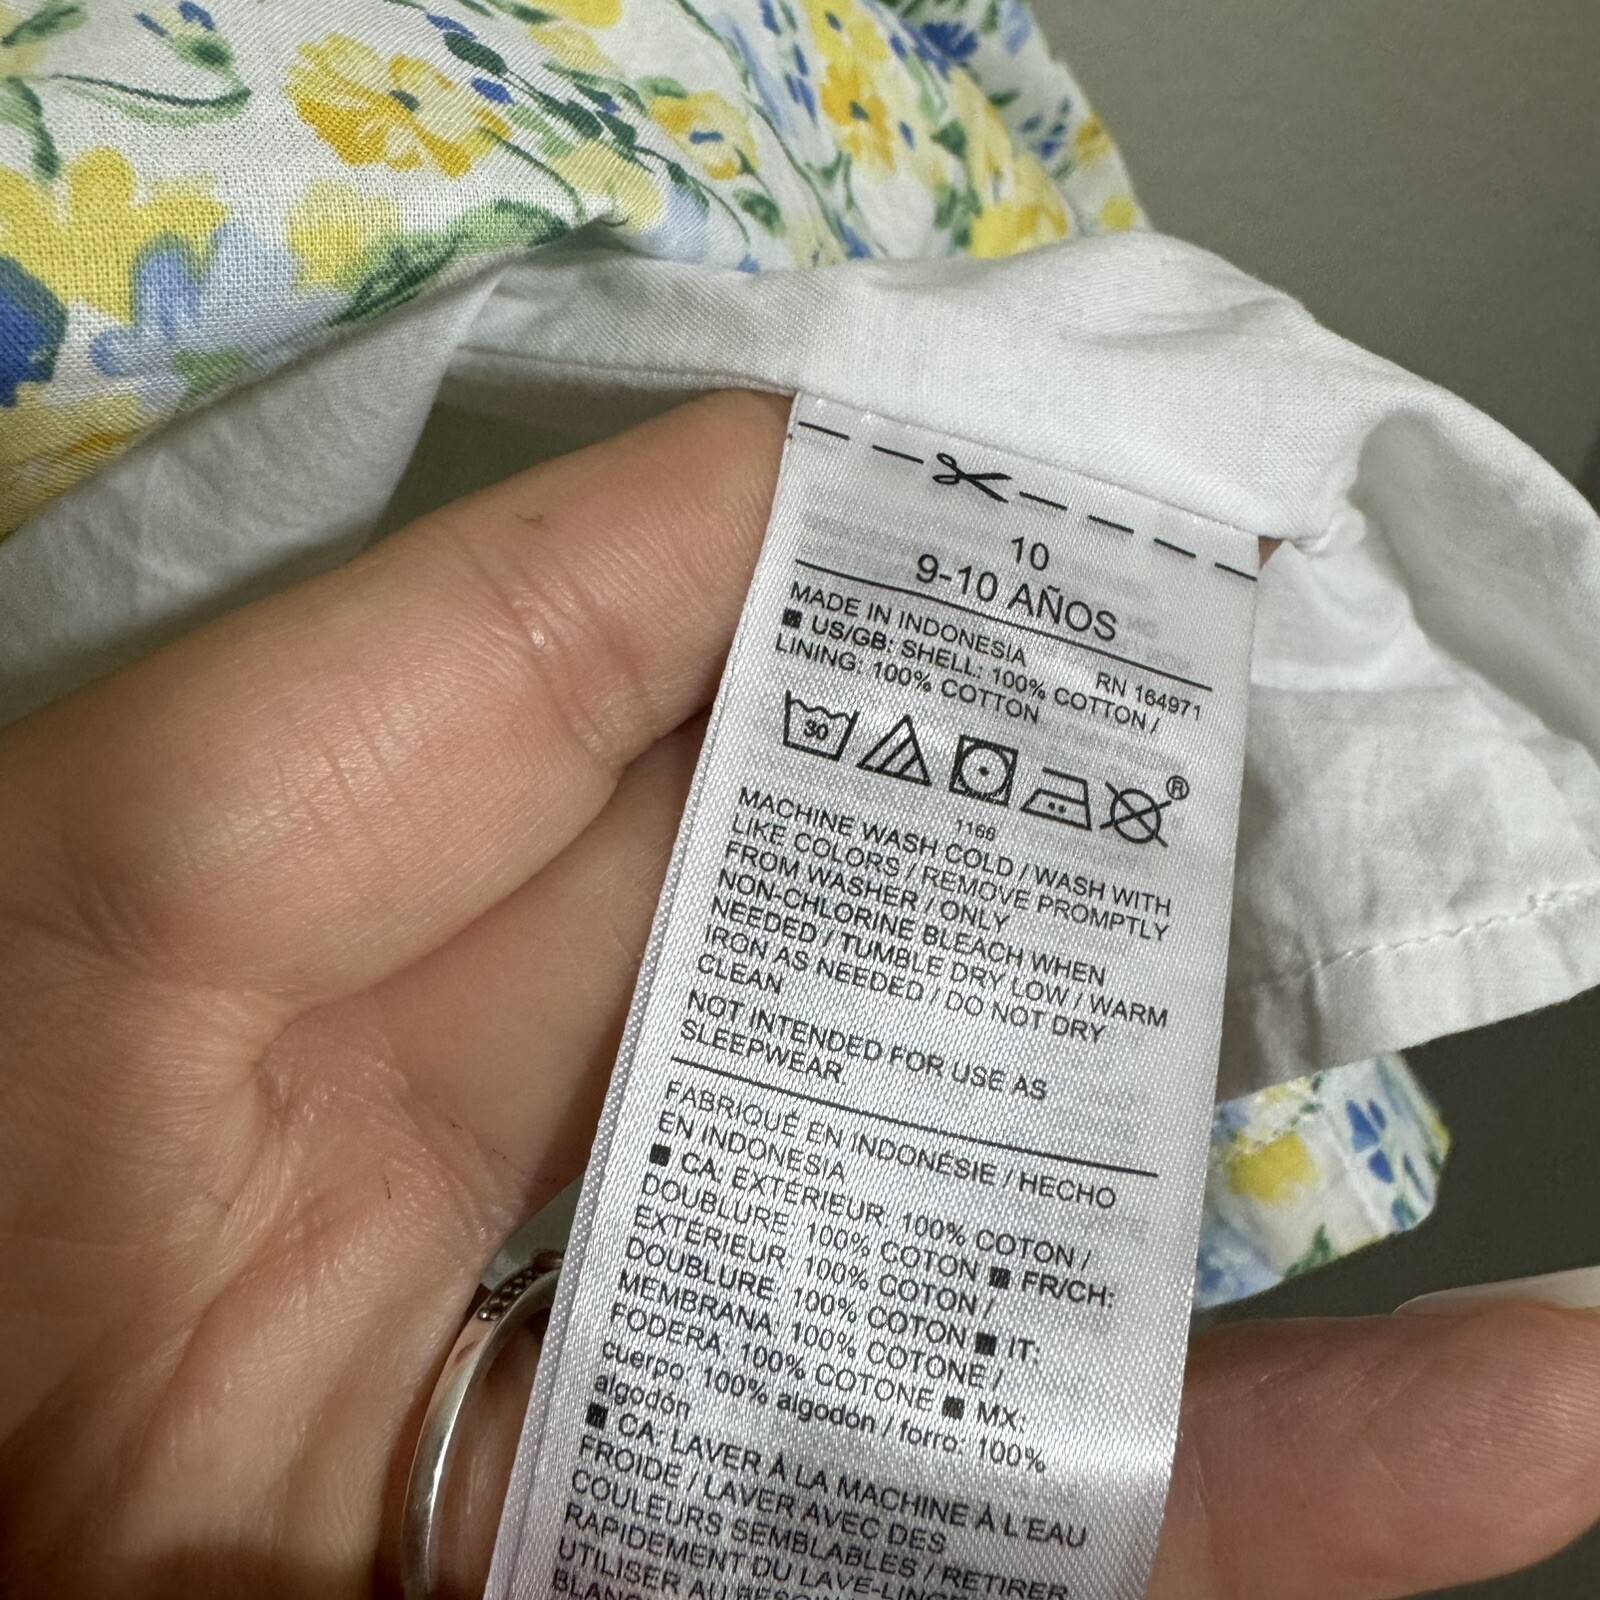 10
9-10 AÑOS
MADE IN INDONESIA
RN 164971
■ US/GB: SHELL: 100% COTTON /
LINING: 100% COTTON
30
®
1166
MACHINE WASH COLD / WASH WITH
LIKE COLORS / REMOVE PROMPTLY
FROM WASHER / ONLY
NON-CHLORINE BLEACH WHEN
NEEDED / TUMBLE DRY LOW / WARM
IRON AS NEEDED / DO NOT DRY
CLEAN
NOT INTENDED FOR USE AS
SLEEPWEAR
FABRIQUÉ EN INDONÉSIE / HECHO
EN INDONESIA
■ CA: EXTÉRIEUR: 100% COTON /
DOUBLURE: 100% COTON ■ FR/CH:
EXTÉRIEUR: 100% COTON /
DOUBLURE: 100% COTON ■ IT:
MEMBRANA: 100% COTONE /
FODERA: 100% COTONE ■ MX:
cuerpo: 100% algodón / forro: 100%
algodón
■ CA: LAVER À LA MACHINE À L'EAU
FROIDE / LAVER AVEC DES
COULEURS SEMBLABLES / RETIRER
RAPIDEMENT DU LAVE-LINGE
UTILISER AU BESOIN